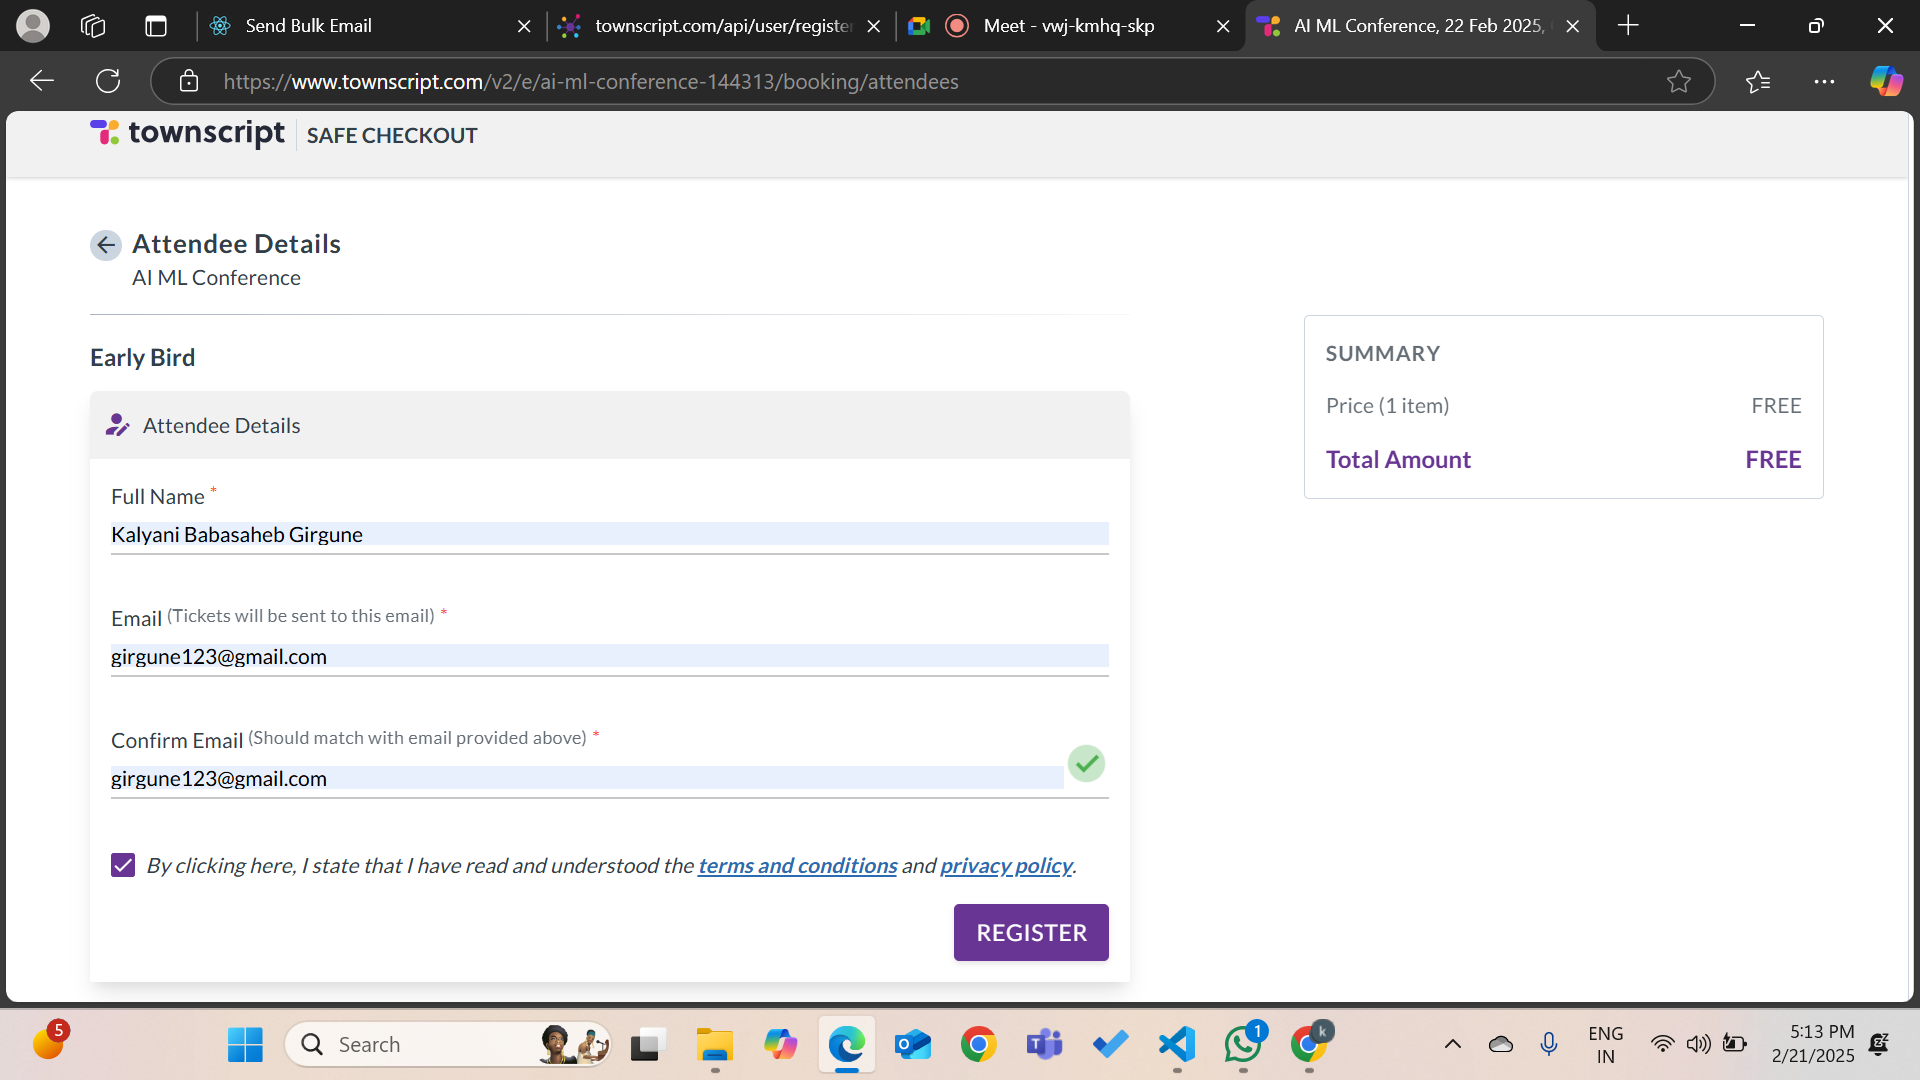 Send Bulk Email
townscript.com/api/user/register
Meet - vwj-kmhq-skp
AI ML Conference, 22 Feb 2025,
https://www.townscript.com/v2/e/ai-ml-conference-144313/booking/attendees
townscript SAFE CHECKOUT
Attendee Details
AI ML Conference
Early Bird
Attendee Details
Full Name *
Kalyani Babasaheb Girgune
Email (Tickets will be sent to this email) *
girgune123@gmail.com
Confirm Email (Should match with email provided above) *
girgune123@gmail.com
By clicking here, I state that I have read and understood the terms and conditions and privacy policy.
REGISTER
SUMMARY
Price (1 item) FREE
Total Amount FREE
5
Search
1
k
ENG
IN
5:13 PM
2/21/2025